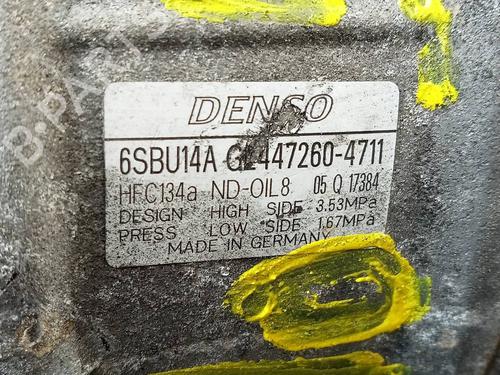 DENSO
6SBU14A GE447260-4711
HFC134a ND-OIL8 05 Q 17384
DESIGN HIGH SIDE 3.53MPa
PRESS LOW SIDE 1.67MPa
MADE IN GERMANY
B-PARTS